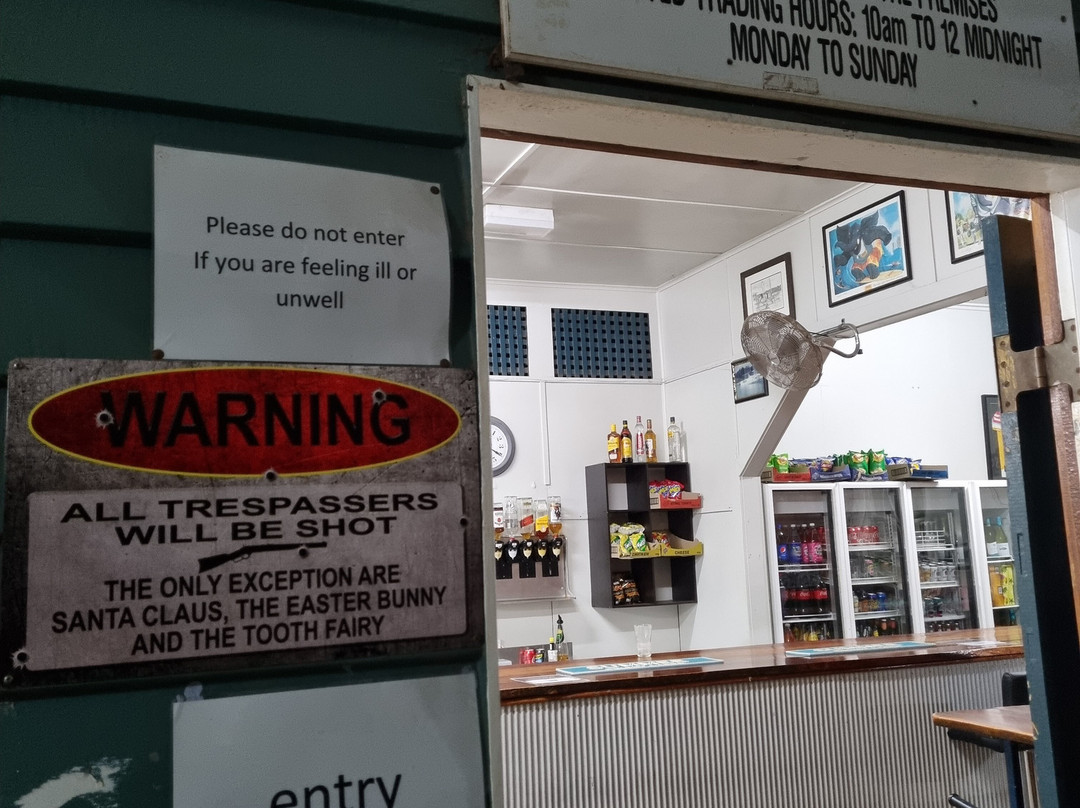 TRADING HOURS: 10am TO 12 MIDNIGHT
MONDAY TO SUNDAY
Please do not enter
If you are feeling ill or
unwell
WARNING
ALL TRESPASSERS
WILL BE SHOT
THE ONLY EXCEPTION ARE
SANTA CLAUS, THE EASTER BUNNY
AND THE TOOTH FAIRY
entry
CHEESE